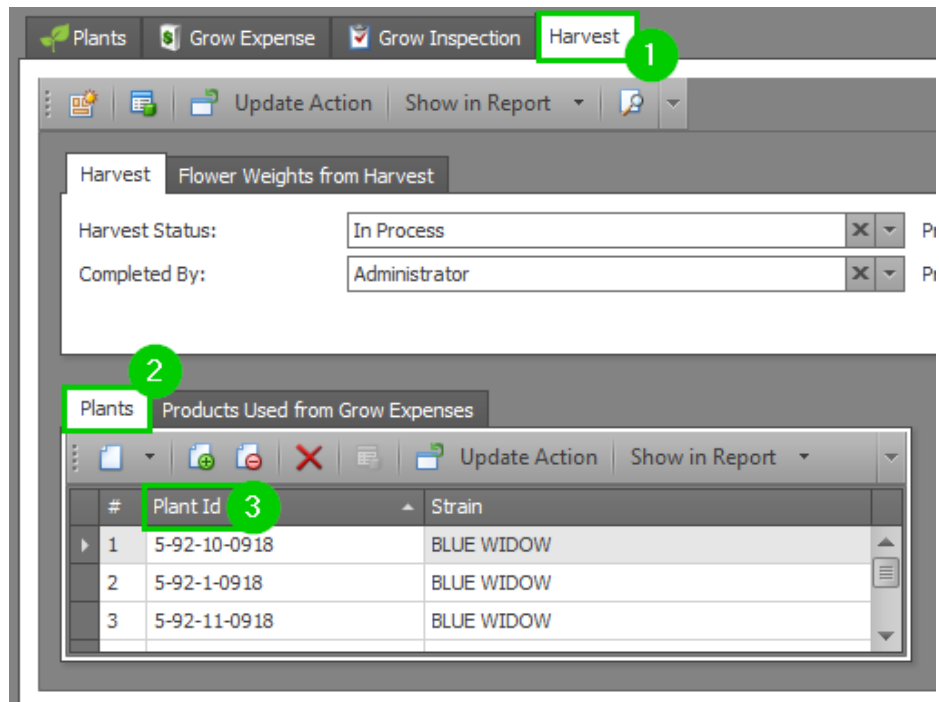 Plants Grow Expense Grow Inspection Harvest 1
Update Action Show in Report
Harvest Flower Weights from Harvest
Harvest Status: In Process Pr
Completed By: Administrator Pr
2
Plants Products Used from Grow Expenses
Update Action Show in Report
# Plant Id 3 Strain
1 5-92-10-0918 BLUE WIDOW
2 5-92-1-0918 BLUE WIDOW
3 5-92-11-0918 BLUE WIDOW